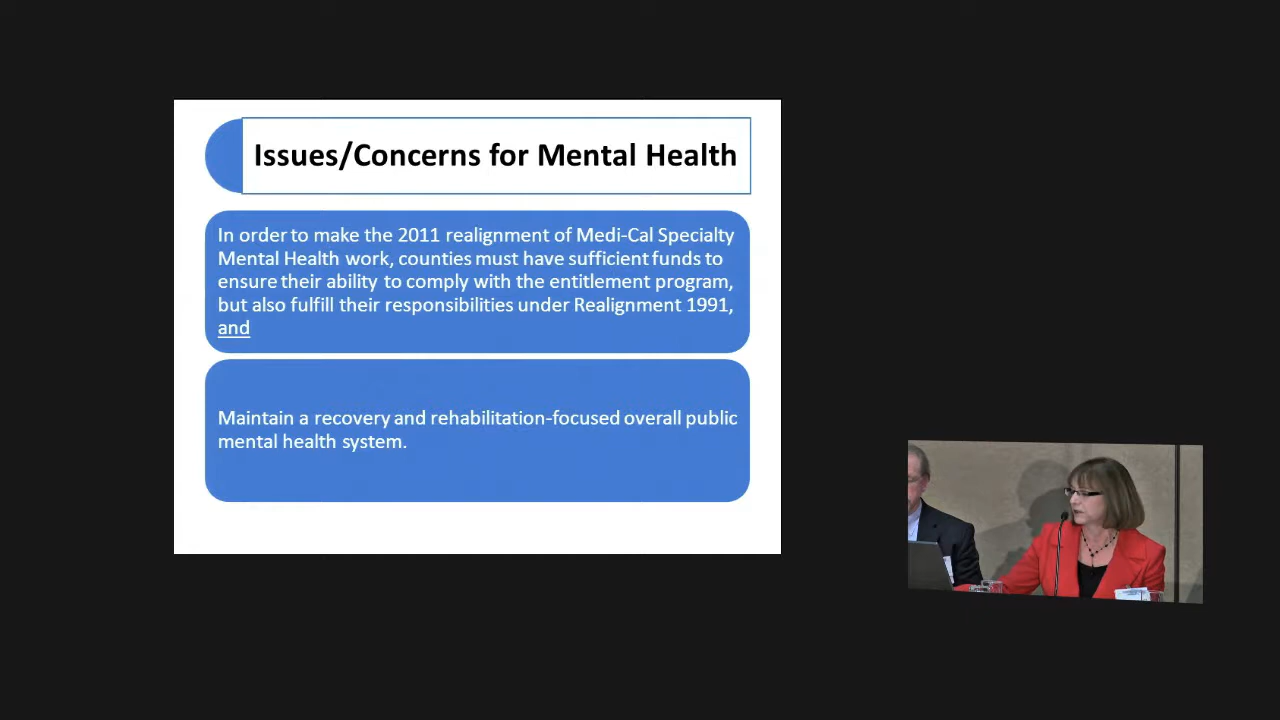 Issues/Concerns for Mental Health
In order to make the 2011 realignment of Medi-Cal Specialty
Mental Health work, counties must have sufficient funds to
ensure their ability to comply with the entitlement program,
but also fulfill their responsibilities under Realignment 1991,
and
Maintain a recovery and rehabilitation-focused overall public
mental health system.